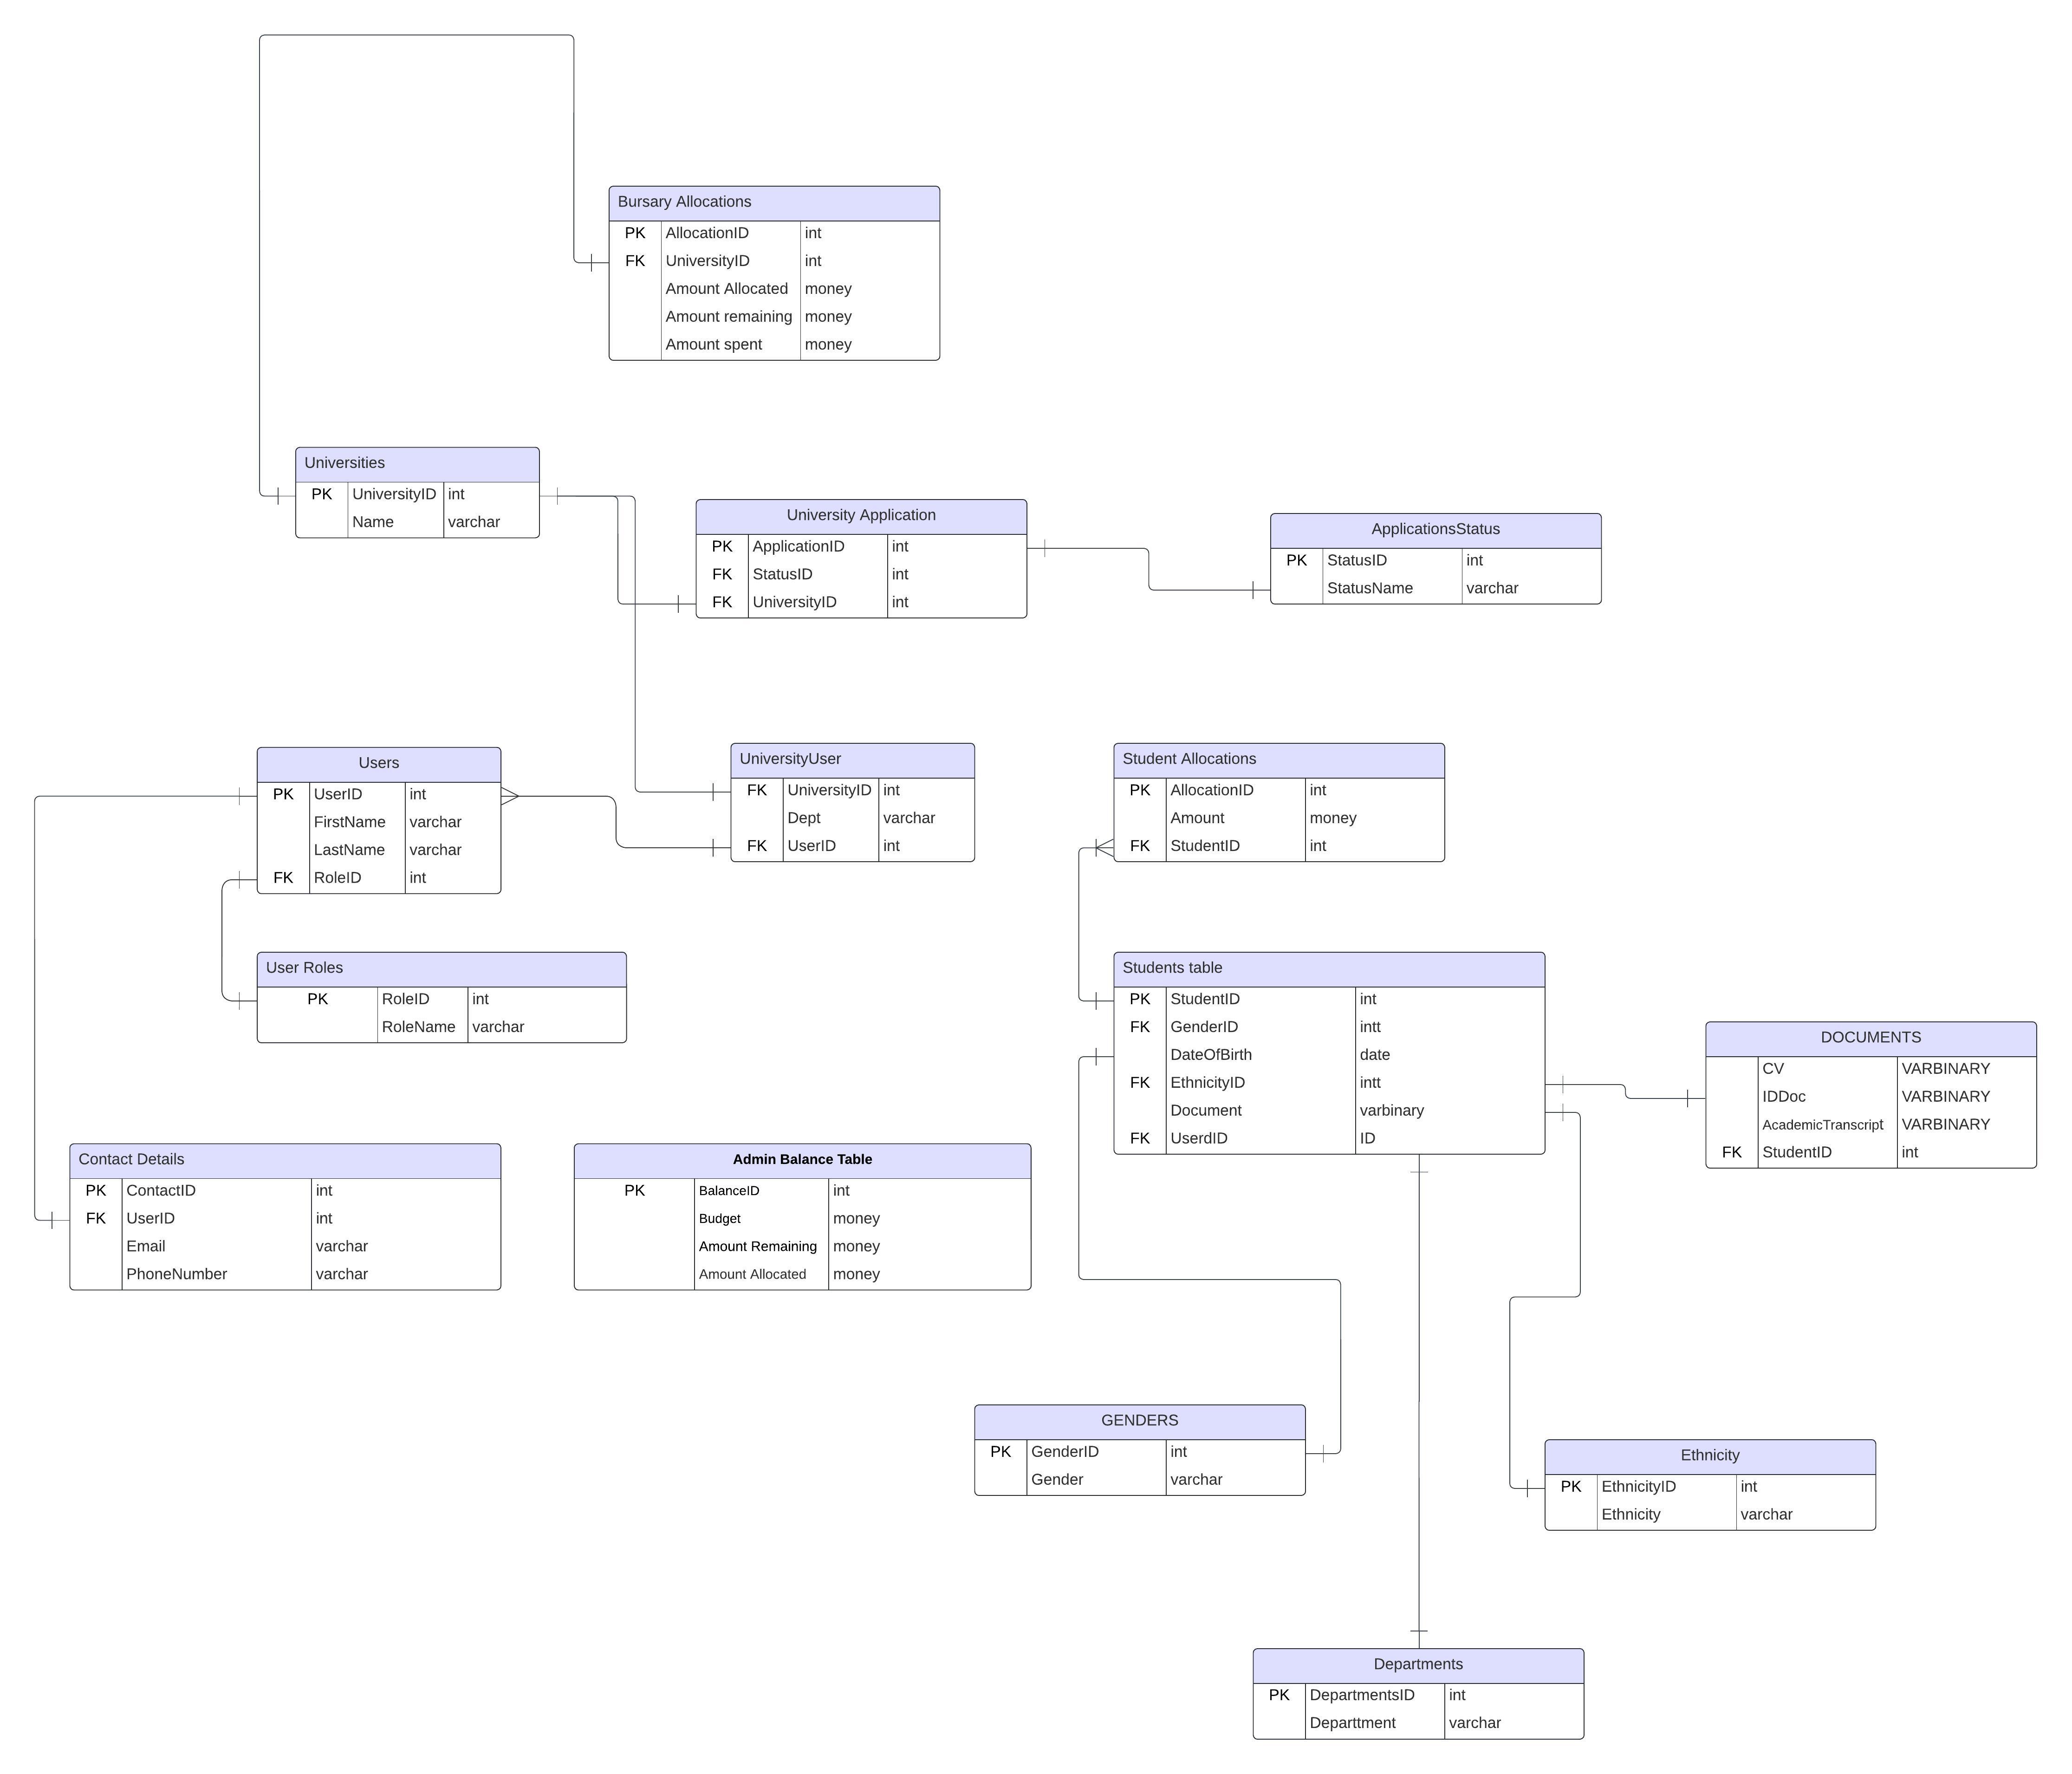 Bursary Allocations
PK AllocationID int
FK UniversityID int
Amount Allocated money
Amount remaining money
Amount spent money
Universities
PK UniversityID int
Name varchar
University Application
PK ApplicationID int
FK StatusID int
FK UniversityID int
ApplicationsStatus
PK StatusID int
StatusName varchar
Users
PK UserID int
FirstName varchar
LastName varchar
FK RoleID int
UniversityUser
FK UniversityID int
Dept varchar
FK UserID int
Student Allocations
PK AllocationID int
Amount money
FK StudentID int
User Roles
PK RoleID int
RoleName varchar
Students table
PK StudentID int
FK GenderID intt
DateOfBirth date
FK EthnicityID intt
Document varbinary
FK UserdID ID
DOCUMENTS
CV VARBINARY
IDDoc VARBINARY
AcademicTranscript VARBINARY
FK StudentID int
Contact Details
PK ContactID int
FK UserID int
Email varchar
PhoneNumber varchar
Admin Balance Table
PK BalanceID int
Budget money
Amount Remaining money
Amount Allocated money
GENDERS
PK GenderID int
Gender varchar
Ethnicity
PK EthnicityID int
Ethnicity varchar
Departments
PK DepartmentsID int
Departtment varchar